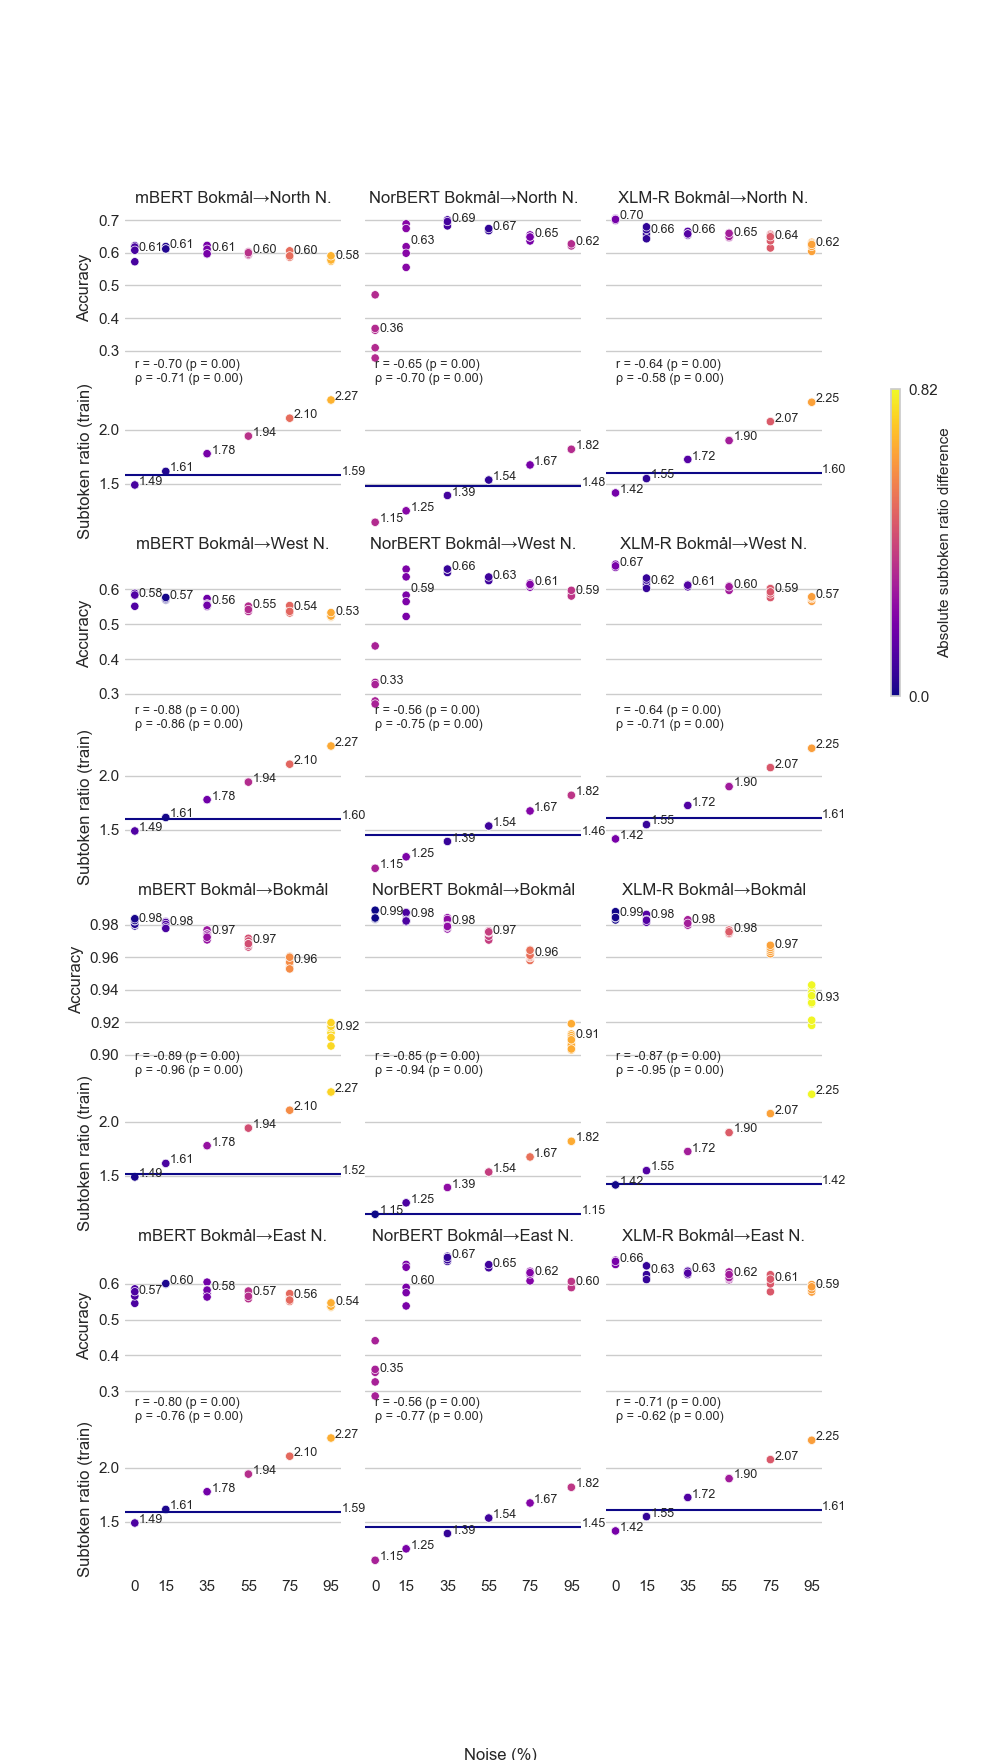 mBERT Bokmål→North N. NorBERT Bokmål→North N. XLM-R Bokmål→North N.
Accuracy
0.7
0.6
0.5
0.4
0.3
0.61 0.61 0.61 0.60 0.60 0.58
0.36 0.63 0.69 0.67 0.65 0.62
0.70 0.66 0.66 0.65 0.64 0.62
r = -0.70 (p = 0.00) r = -0.65 (p = 0.00) r = -0.64 (p = 0.00)
ρ = -0.71 (p = 0.00) ρ = -0.70 (p = 0.00) ρ = -0.58 (p = 0.00)
Subtoken ratio (train)
2.0
1.5
1.49 1.61 1.78 1.94 2.10 2.27 1.59
1.15 1.25 1.39 1.54 1.67 1.82 1.48
1.42 1.55 1.72 1.90 2.07 2.25 1.60
mBERT Bokmål→West N. NorBERT Bokmål→West N. XLM-R Bokmål→West N.
Accuracy
0.6
0.5
0.4
0.3
0.58 0.57 0.56 0.55 0.54 0.53
0.33 0.59 0.66 0.63 0.61 0.59
0.67 0.62 0.61 0.60 0.59 0.57
r = -0.88 (p = 0.00) r = -0.56 (p = 0.00) r = -0.64 (p = 0.00)
ρ = -0.86 (p = 0.00) ρ = -0.75 (p = 0.00) ρ = -0.71 (p = 0.00)
Subtoken ratio (train)
2.0
1.5
1.49 1.61 1.78 1.94 2.10 2.27 1.60
1.15 1.25 1.39 1.54 1.67 1.82 1.46
1.42 1.55 1.72 1.90 2.07 2.25 1.61
mBERT Bokmål→Bokmål NorBERT Bokmål→Bokmål XLM-R Bokmål→Bokmål
Accuracy
0.98
0.96
0.94
0.92
0.90
0.98 0.98 0.97 0.97 0.96 0.92
0.99 0.98 0.98 0.97 0.96 0.91
0.99 0.98 0.98 0.98 0.97 0.93
r = -0.89 (p = 0.00) r = -0.85 (p = 0.00) r = -0.87 (p = 0.00)
ρ = -0.96 (p = 0.00) ρ = -0.94 (p = 0.00) ρ = -0.95 (p = 0.00)
Subtoken ratio (train)
2.0
1.5
1.49 1.61 1.78 1.94 2.10 2.27 1.52
1.15 1.25 1.39 1.54 1.67 1.82 1.15
1.42 1.55 1.72 1.90 2.07 2.25 1.42
mBERT Bokmål→East N. NorBERT Bokmål→East N. XLM-R Bokmål→East N.
Accuracy
0.6
0.5
0.4
0.3
0.57 0.60 0.58 0.57 0.56 0.54
0.35 0.60 0.67 0.65 0.62 0.60
0.66 0.63 0.63 0.62 0.61 0.59
r = -0.80 (p = 0.00) r = -0.56 (p = 0.00) r = -0.71 (p = 0.00)
ρ = -0.76 (p = 0.00) ρ = -0.77 (p = 0.00) ρ = -0.62 (p = 0.00)
Subtoken ratio (train)
2.0
1.5
1.49 1.61 1.78 1.94 2.10 2.27 1.59
1.15 1.25 1.39 1.54 1.67 1.82 1.45
1.42 1.55 1.72 1.90 2.07 2.25 1.61
0 15 35 55 75 95 0 15 35 55 75 95 0 15 35 55 75 95
Noise (%)
0.82
Absolute subtoken ratio difference
0.0